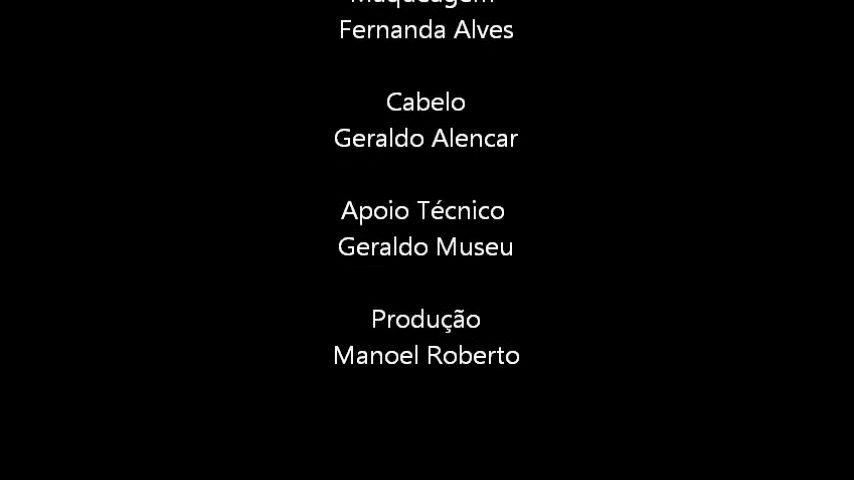 Fernanda Alves
Cabelo
Geraldo Alencar
Apoio Técnico
Geraldo Museu
Produção
Manoel Roberto